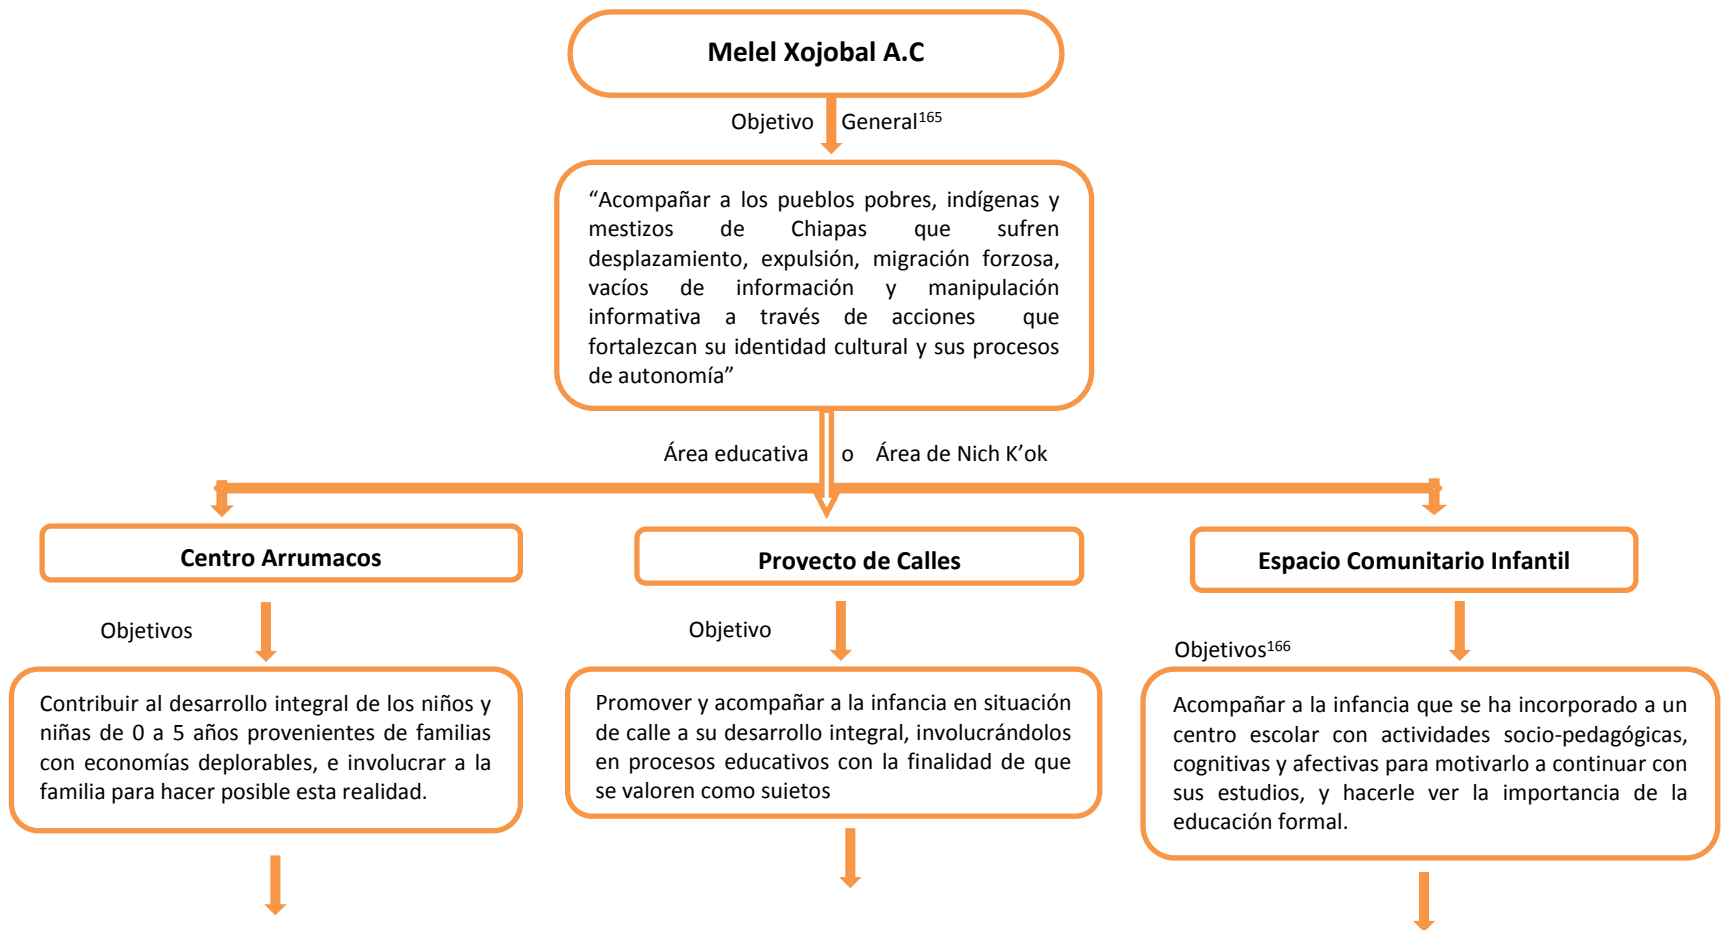 Melel Xojobal A.C
Objetivo General¹⁶⁵
“Acompañar a los pueblos pobres, indígenas y
mestizos de Chiapas que sufren
desplazamiento, expulsión, migración forzosa,
vacíos de información y manipulación
informativa a través de acciones que
fortalezcan su identidad cultural y sus procesos
de autonomía”
Área educativa o Área de Nich K’ok
Centro Arrumacos
Objetivos
Contribuir al desarrollo integral de los niños y
niñas de 0 a 5 años provenientes de familias
con economías deplorables, e involucrar a la
familia para hacer posible esta realidad.
Proyecto de Calles
Objetivo
Promover y acompañar a la infancia en situación
de calle a su desarrollo integral, involucrándolos
en procesos educativos con la finalidad de que
se valoren como sujetos
Espacio Comunitario Infantil
Objetivos¹⁶⁶
Acompañar a la infancia que se ha incorporado a un
centro escolar con actividades socio-pedagógicas,
cognitivas y afectivas para motivarlo a continuar con
sus estudios, y hacerle ver la importancia de la
educación formal.